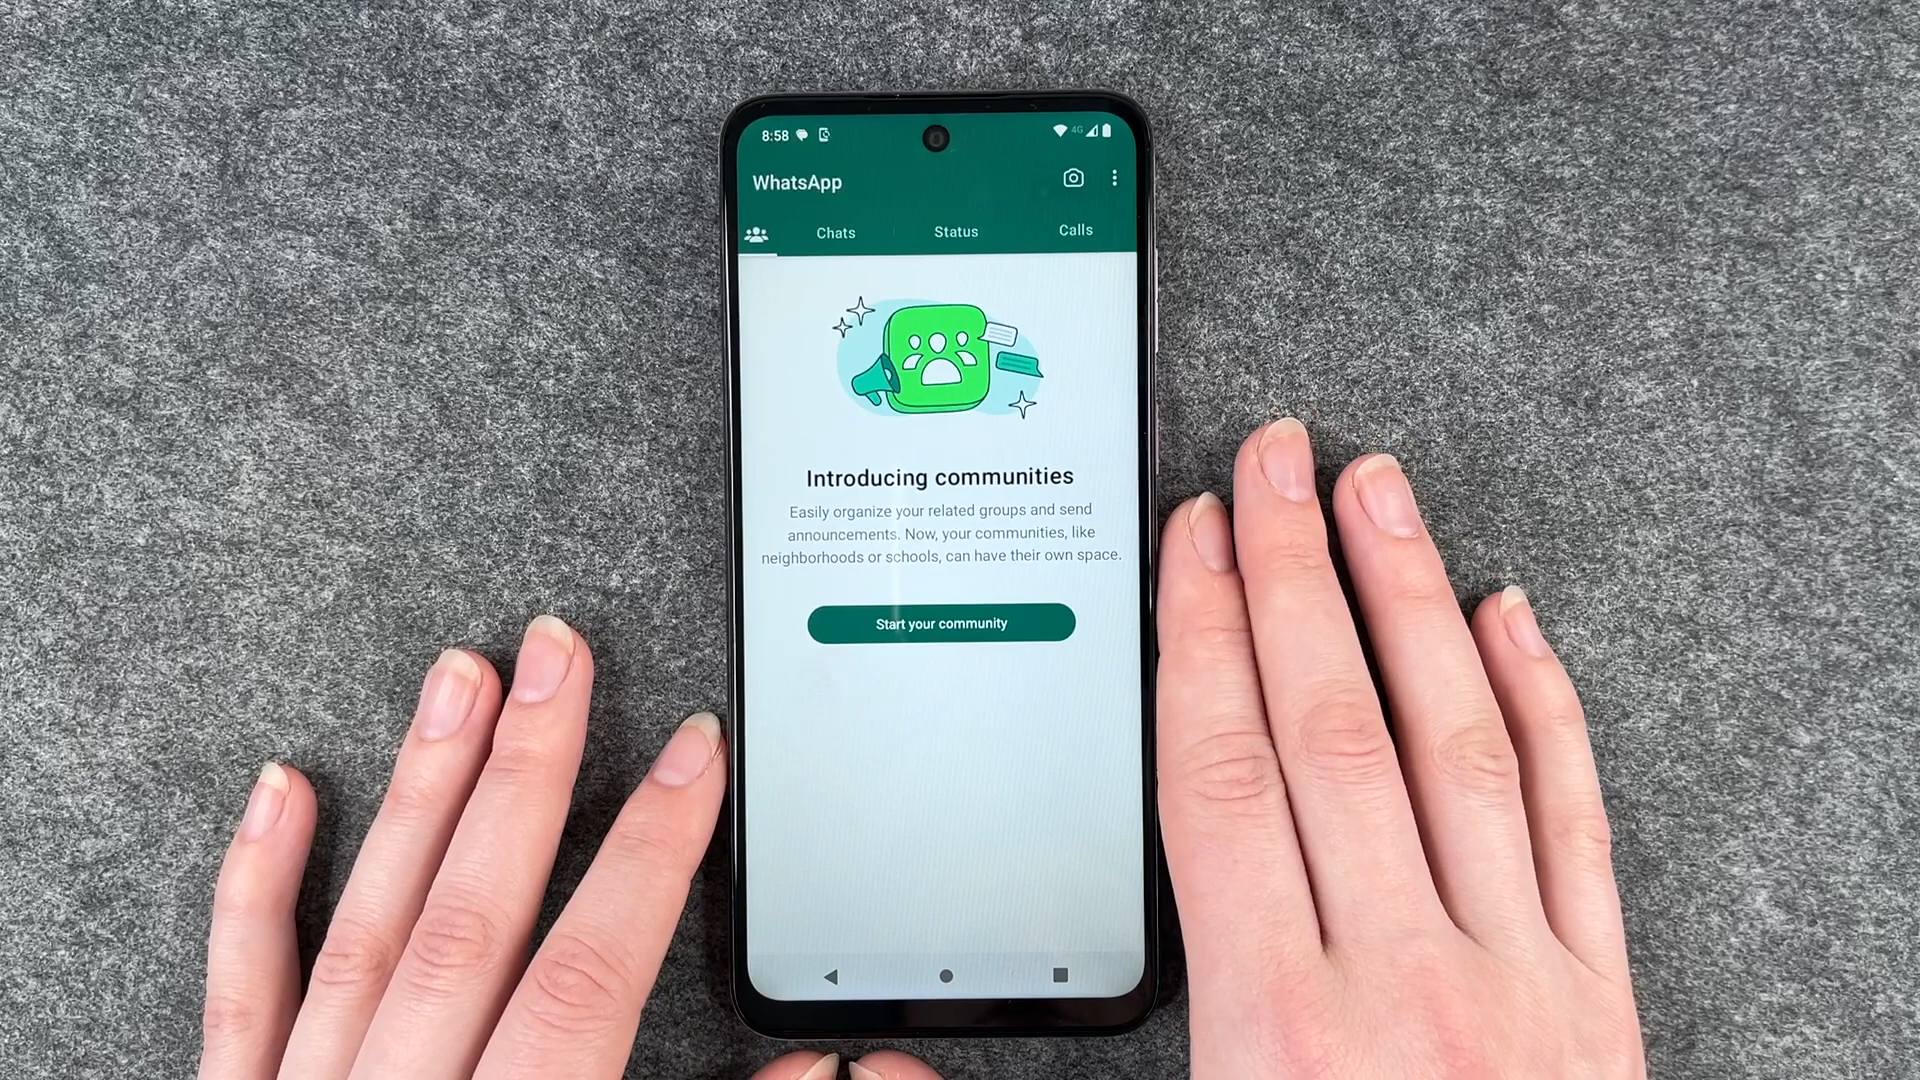 8:58
4G
WhatsApp
Chats
Status
Calls
Introducing communities
Easily organize your related groups and send
announcements. Now, your communities, like
neighborhoods or schools, can have their own space.
Start your community